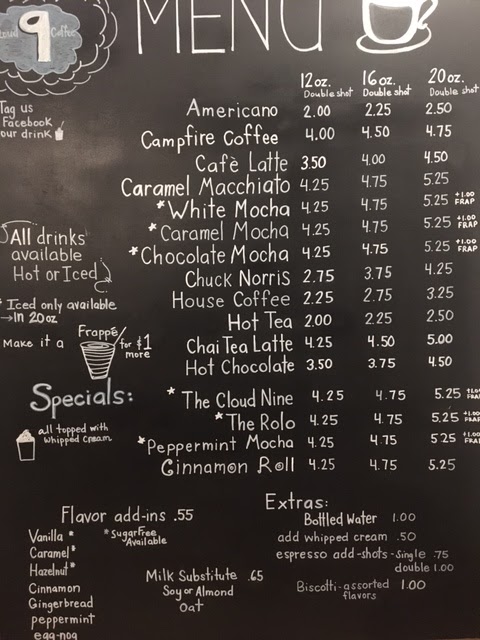 MENU
Cloud 9 Coffee
12oz. 16oz. 20oz.
Double shot Double shot Double shot
Tag us
Facebook
your drink
Americano 2.00 2.25 2.50
Campfire Coffee 4.00 4.50 4.75
Cafè Latte 3.50 4.00 4.50
Caramel Macchiato 4.25 4.75 5.25
*White Mocha 4.25 4.75 5.25 +1.00 FRAP
*Caramel Mocha 4.25 4.75 5.25 +1.00 FRAP
*Chocolate Mocha 4.25 4.75 5.25 +1.00 FRAP
Chuck Norris 2.75 3.75 4.25
House Coffee 2.25 2.75 3.25
Hot Tea 2.00 2.25 2.50
Chai Tea Latte 4.25 4.50 5.00
Hot Chocolate 3.50 3.75 4.50
All drinks
available
Hot or Iced
* Iced only available
→in 20oz
Make it a Frappé for $1
more
Specials:
all topped with
whipped cream
* The Cloud Nine 4.25 4.75 5.25 +1.00 FRAP
*The Rolo 4.25 4.75 5.25 +1.00 FRAP
*Peppermint Mocha 4.25 4.75 5.25 +1.00 FRAP
Cinnamon Roll 4.25 4.75 5.25
Flavor add-ins .55
* Sugar Free
Available
Vanilla *
Caramel*
Hazelnut*
Cinnamon
Gingerbread
peppermint
egg-nog
Milk Substitute .65
Soy or Almond
Oat
Extras:
Bottled Water 1.00
add whipped cream .50
espresso add-shots-single .75
double 1.00
Biscotti-assorted 1.00
flavors